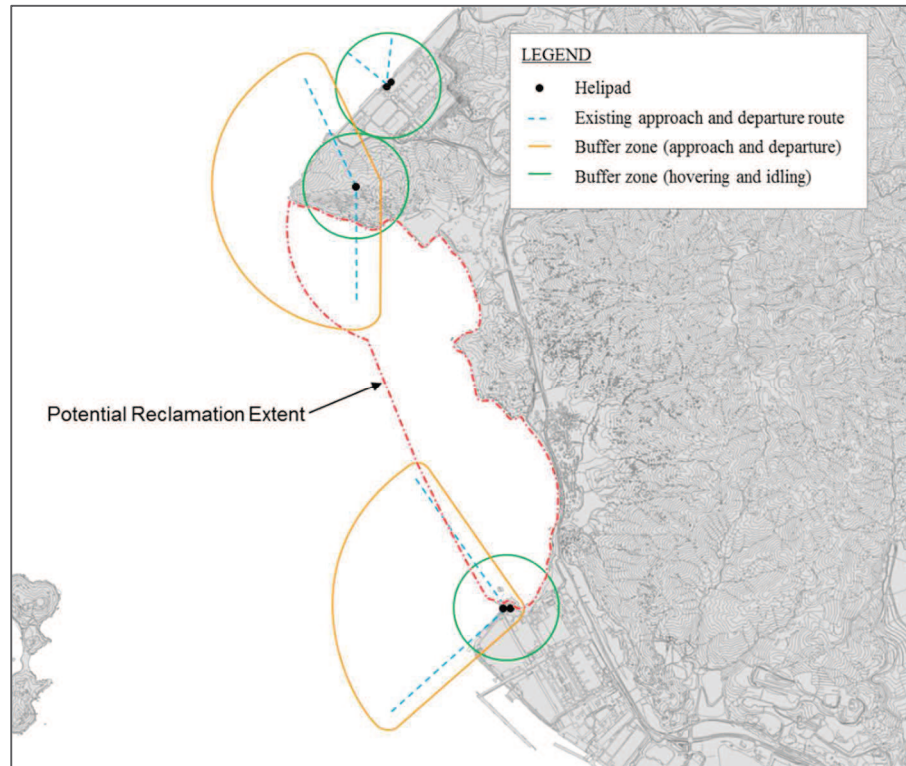 LEGEND
Helipad
Existing approach and departure route
Buffer zone (approach and departure)
Buffer zone (hovering and idling)
Potential Reclamation Extent